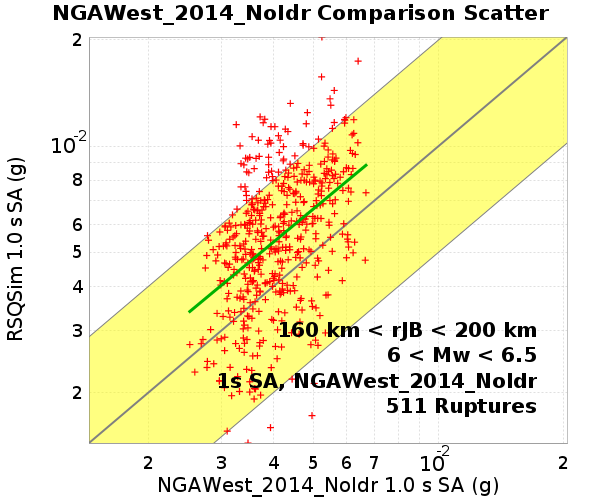 NGAWest_2014_NoIdr Comparison Scatter
2
10-2
8
6
5
4
3
2
RSQSim 1.0 s SA (g)
160 km < rJB < 200 km
6 < Mw < 6.5
1s SA, NGAWest_2014_NoIdr
511 Ruptures
2 3 4 5 6 7 10-2 2
NGAWest_2014_NoIdr 1.0 s SA (g)